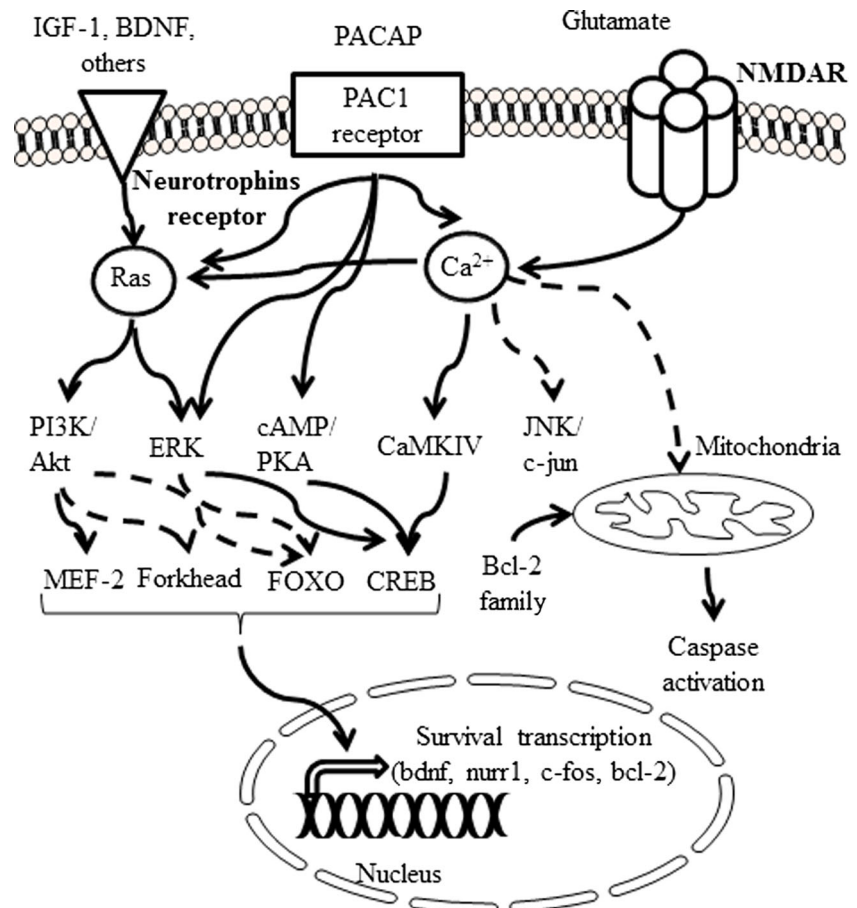 IGF-1, BDNF,
others
PACAP
Glutamate
NMDAR
PAC1
receptor
Neurotrophins
receptor
Ras
Ca²⁺
PI3K/
Akt
ERK
cAMP/
PKA
CaMKIV
JNK/
c-jun
Mitochondria
MEF-2
Forkhead
FOXO
CREB
Bcl-2
family
Caspase
activation
Survival transcription
(bdnf, nurr1, c-fos, bcl-2)
Nucleus